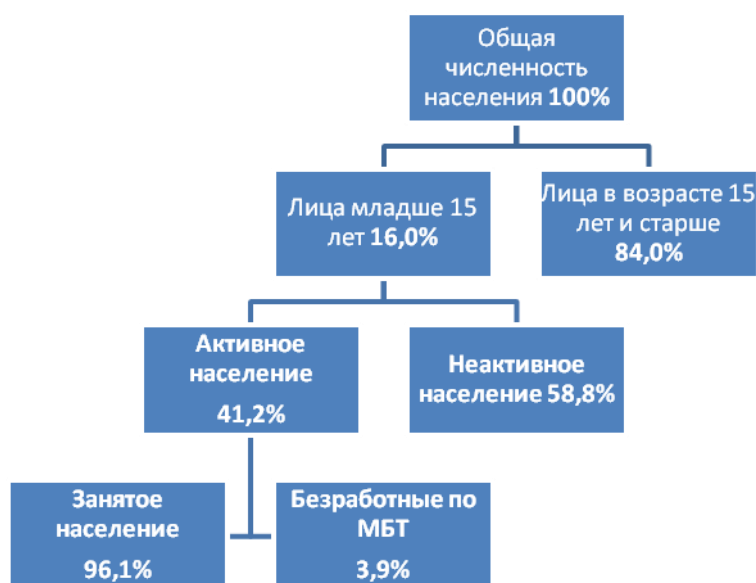 Общая
численность
населения 100%
Лица младше 15
лет 16,0%
Лица в возрасте 15
лет и старше
84,0%
Активное
население
41,2%
Неактивное
население 58,8%
Занятое
население
96,1%
Безработные по
МБТ
3,9%